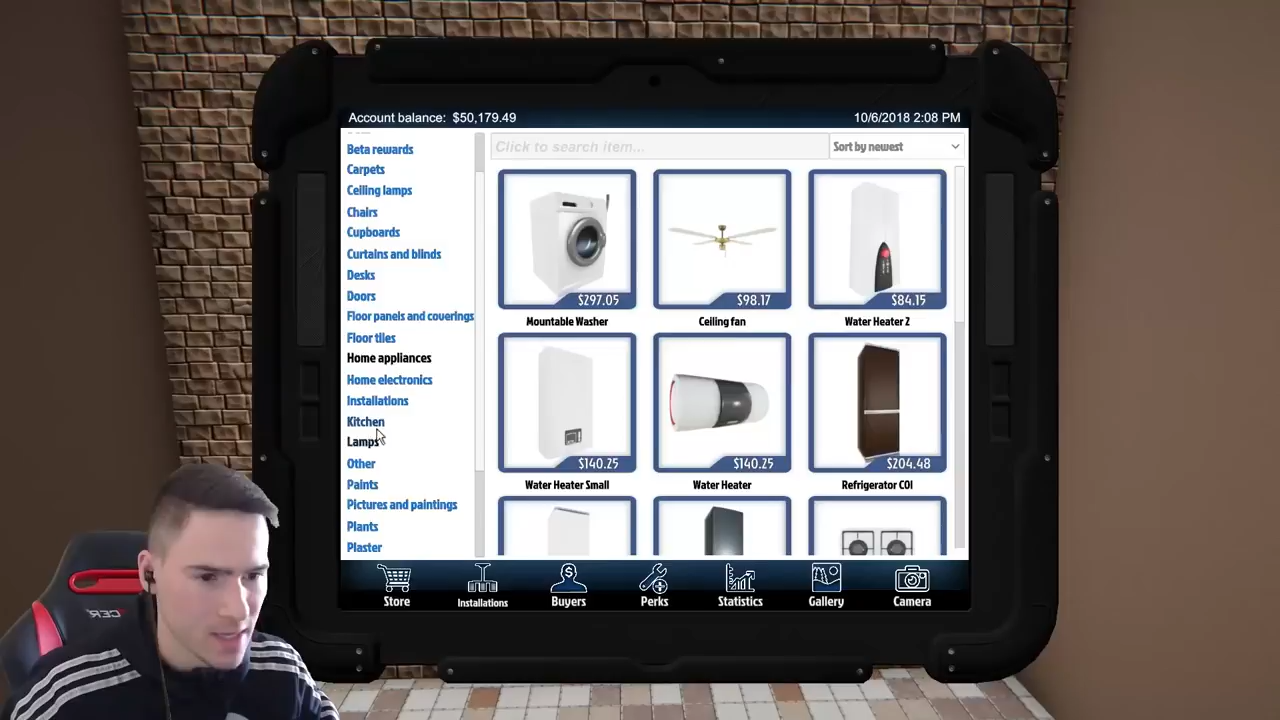 Account balance: $50,179.49
10/6/2018 2:08 PM
Beta rewards
Carpets
Ceiling lamps
Chairs
Cupboards
Curtains and blinds
Desks
Doors
Floor panels and coverings
Floor tiles
Home appliances
Home electronics
Installations
Kitchen
Lamps
Other
Paints
Pictures and paintings
Plants
Plaster
Click to search item...
Sort by newest
$297.05
$98.17
$84.15
Mountable Washer
Ceiling fan
Water Heater 2
$140.25
$140.25
$204.48
Water Heater Small
Water Heater
Refrigerator C01
Store
Installations
Buyers
Perks
Statistics
Gallery
Camera